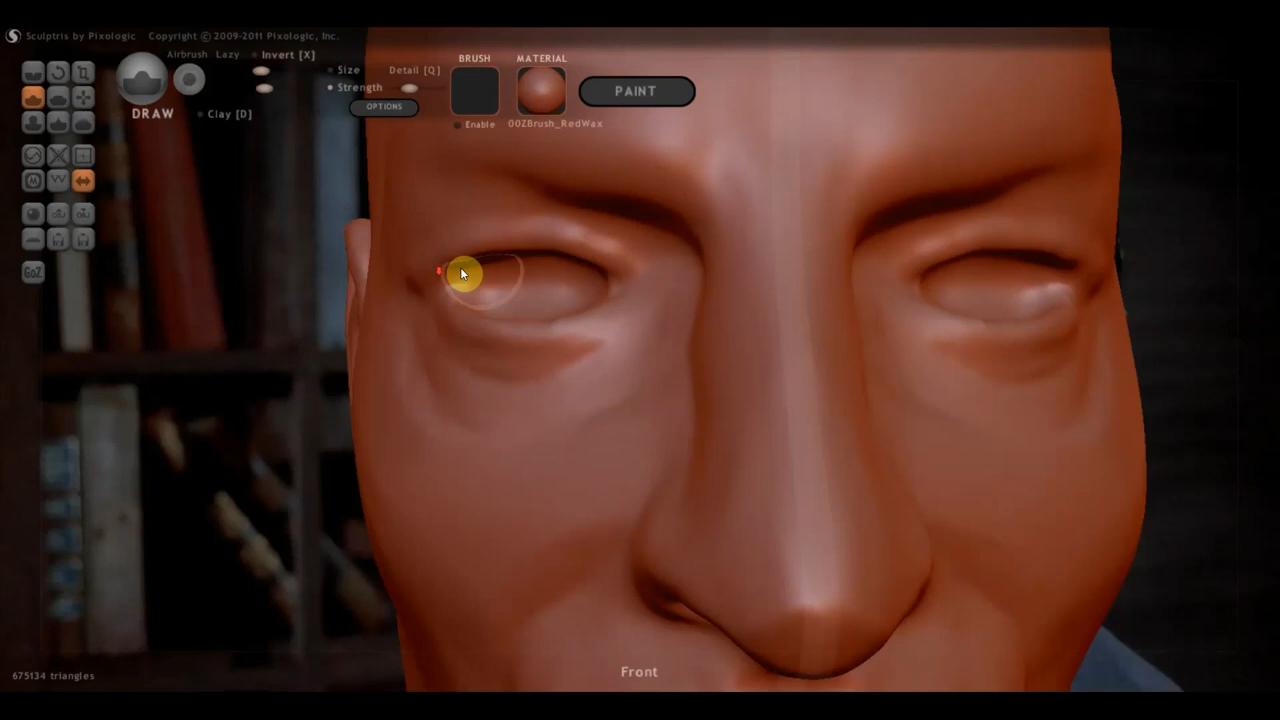 Sculptris by Pixologic Copyright © 2009-2011 Pixologic, Inc.
Airbrush Lazy Invert [X]
BRUSH MATERIAL
Size Detail [Q]
Strength
PAINT
OPTIONS
DRAW Clay [D]
Enable 00ZBrush_RedWax
GoZ
675134 triangles
Front